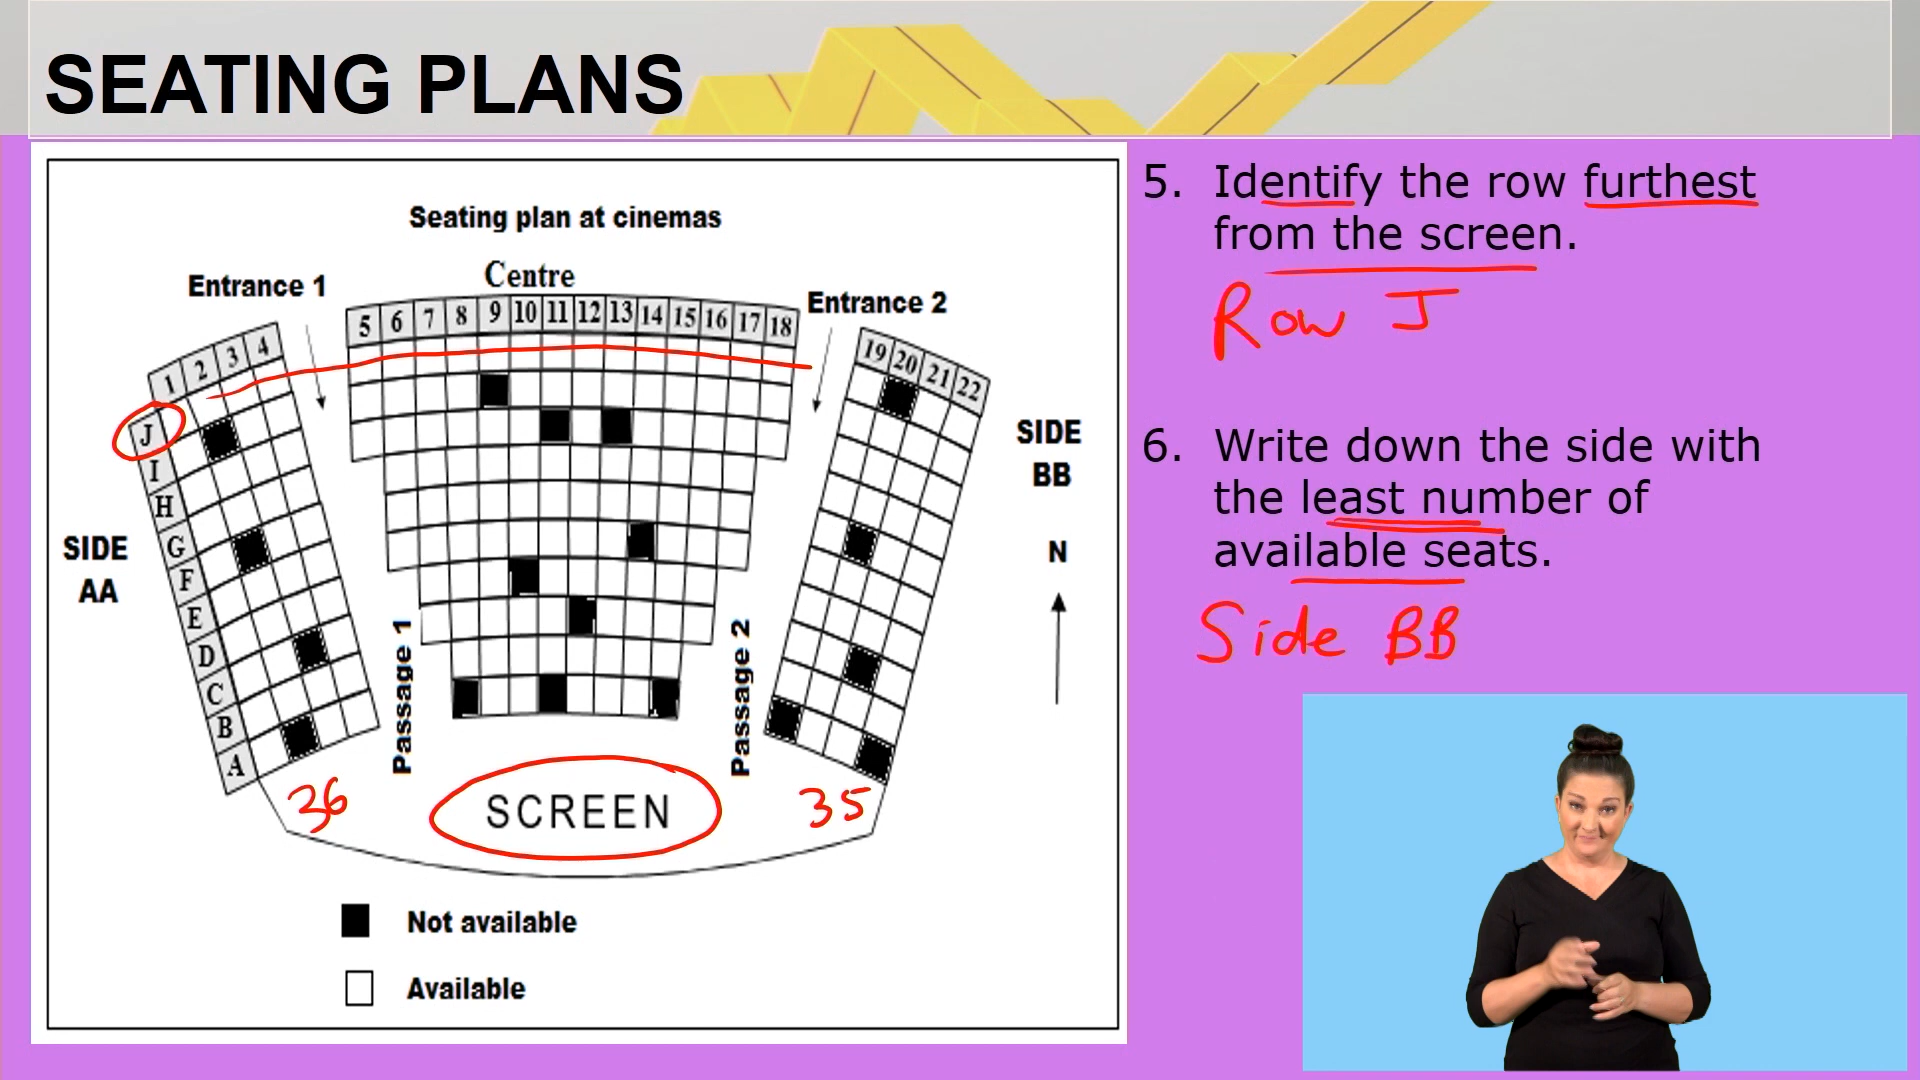 SEATING PLANS
Seating plan at cinemas
Entrance 1
Centre
Entrance 2
5 6 7 8 9 10 11 12 13 14 15 16 17 18
1 2 3 4
19 20 21 22
J
I
H
G
F
E
D
C
B
A
SIDE
AA
SIDE
BB
N
Passage 1
Passage 2
36
SCREEN
35
Not available
Available
5. Identify the row furthest
from the screen.
Row J
6. Write down the side with
the least number of
available seats.
Side BB